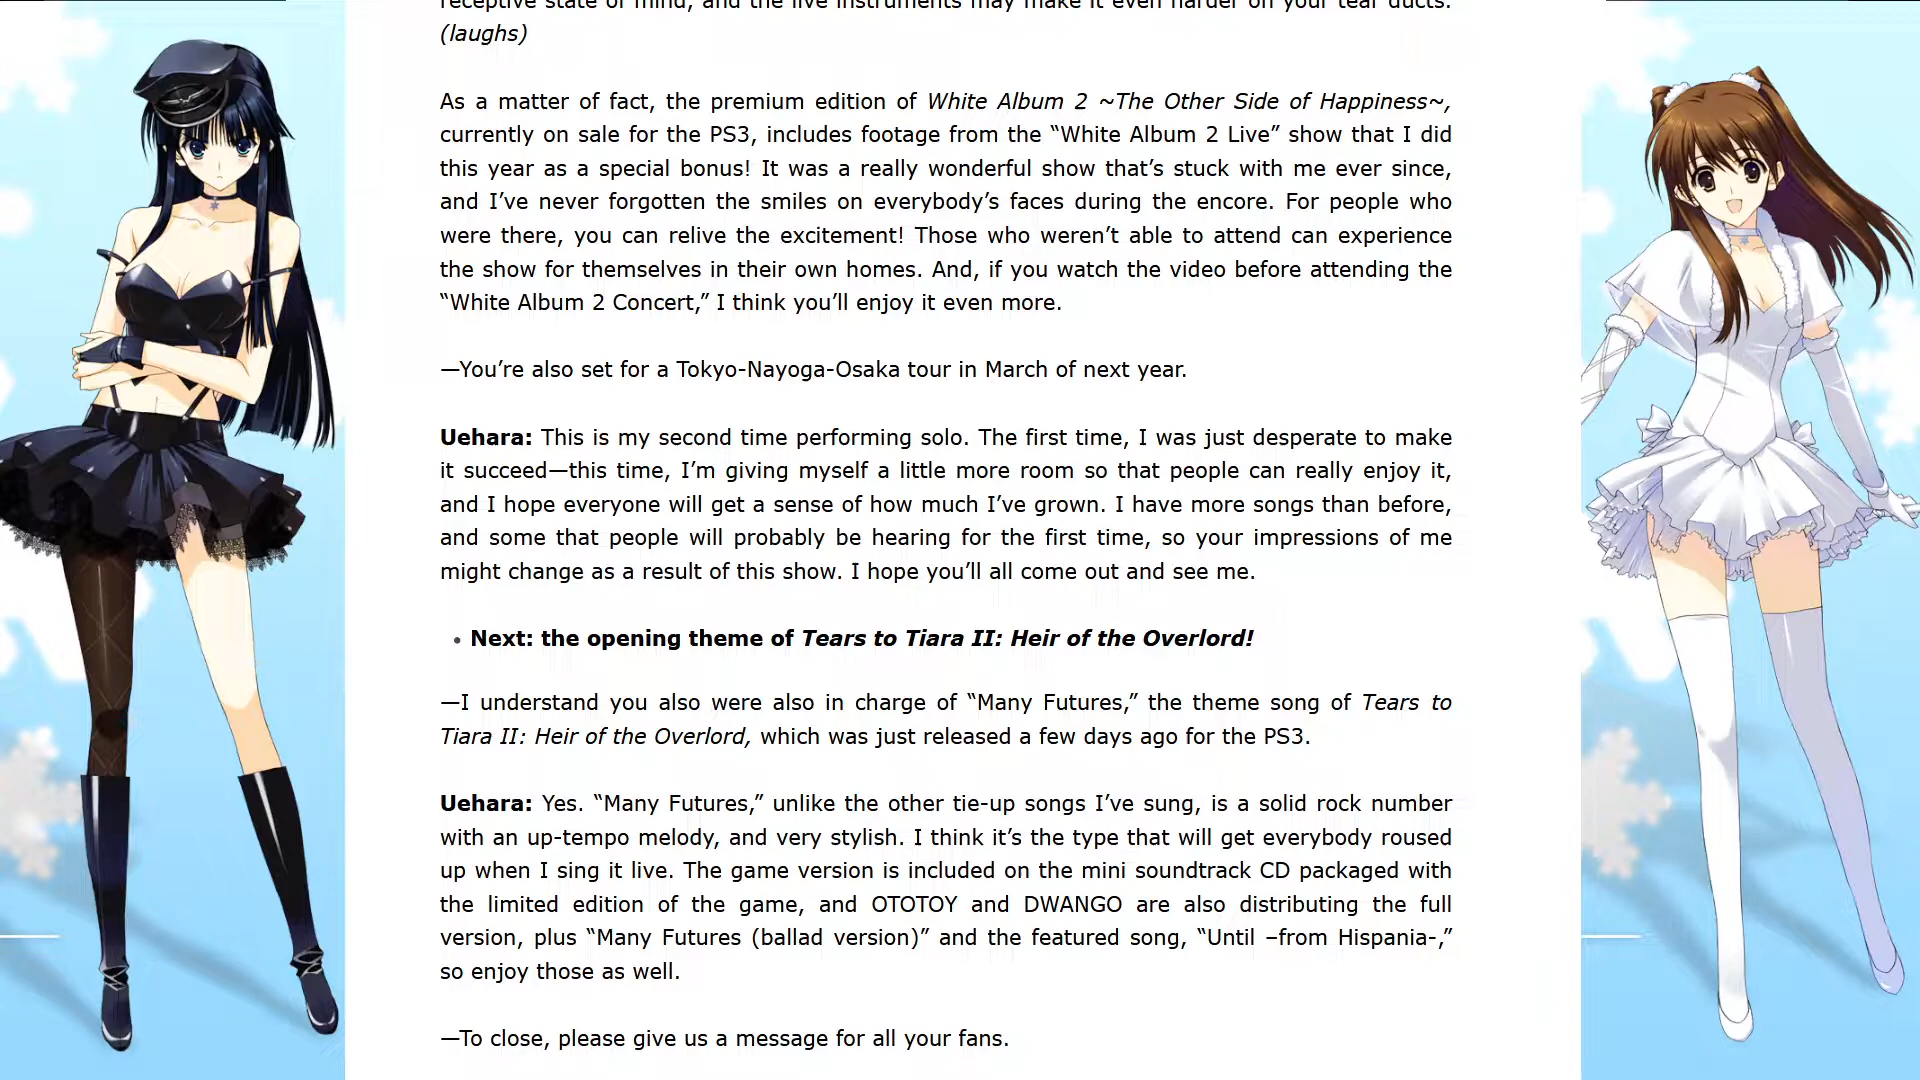 receptive state of mind, and the live instruments may make it even harder on your tear ducts.
(laughs)
As a matter of fact, the premium edition of White Album 2 ~The Other Side of Happiness~,
currently on sale for the PS3, includes footage from the “White Album 2 Live” show that I did
this year as a special bonus! It was a really wonderful show that’s stuck with me ever since,
and I’ve never forgotten the smiles on everybody’s faces during the encore. For people who
were there, you can relive the excitement! Those who weren’t able to attend can experience
the show for themselves in their own homes. And, if you watch the video before attending the
“White Album 2 Concert,” I think you’ll enjoy it even more.
—You’re also set for a Tokyo-Nayoga-Osaka tour in March of next year.
Uehara: This is my second time performing solo. The first time, I was just desperate to make
it succeed—this time, I’m giving myself a little more room so that people can really enjoy it,
and I hope everyone will get a sense of how much I’ve grown. I have more songs than before,
and some that people will probably be hearing for the first time, so your impressions of me
might change as a result of this show. I hope you’ll all come out and see me.
• Next: the opening theme of Tears to Tiara II: Heir of the Overlord!
—I understand you also were also in charge of “Many Futures,” the theme song of Tears to
Tiara II: Heir of the Overlord, which was just released a few days ago for the PS3.
Uehara: Yes. “Many Futures,” unlike the other tie-up songs I’ve sung, is a solid rock number
with an up-tempo melody, and very stylish. I think it’s the type that will get everybody roused
up when I sing it live. The game version is included on the mini soundtrack CD packaged with
the limited edition of the game, and OTOTOY and DWANGO are also distributing the full
version, plus “Many Futures (ballad version)” and the featured song, “Until –from Hispania-,”
so enjoy those as well.
—To close, please give us a message for all your fans.